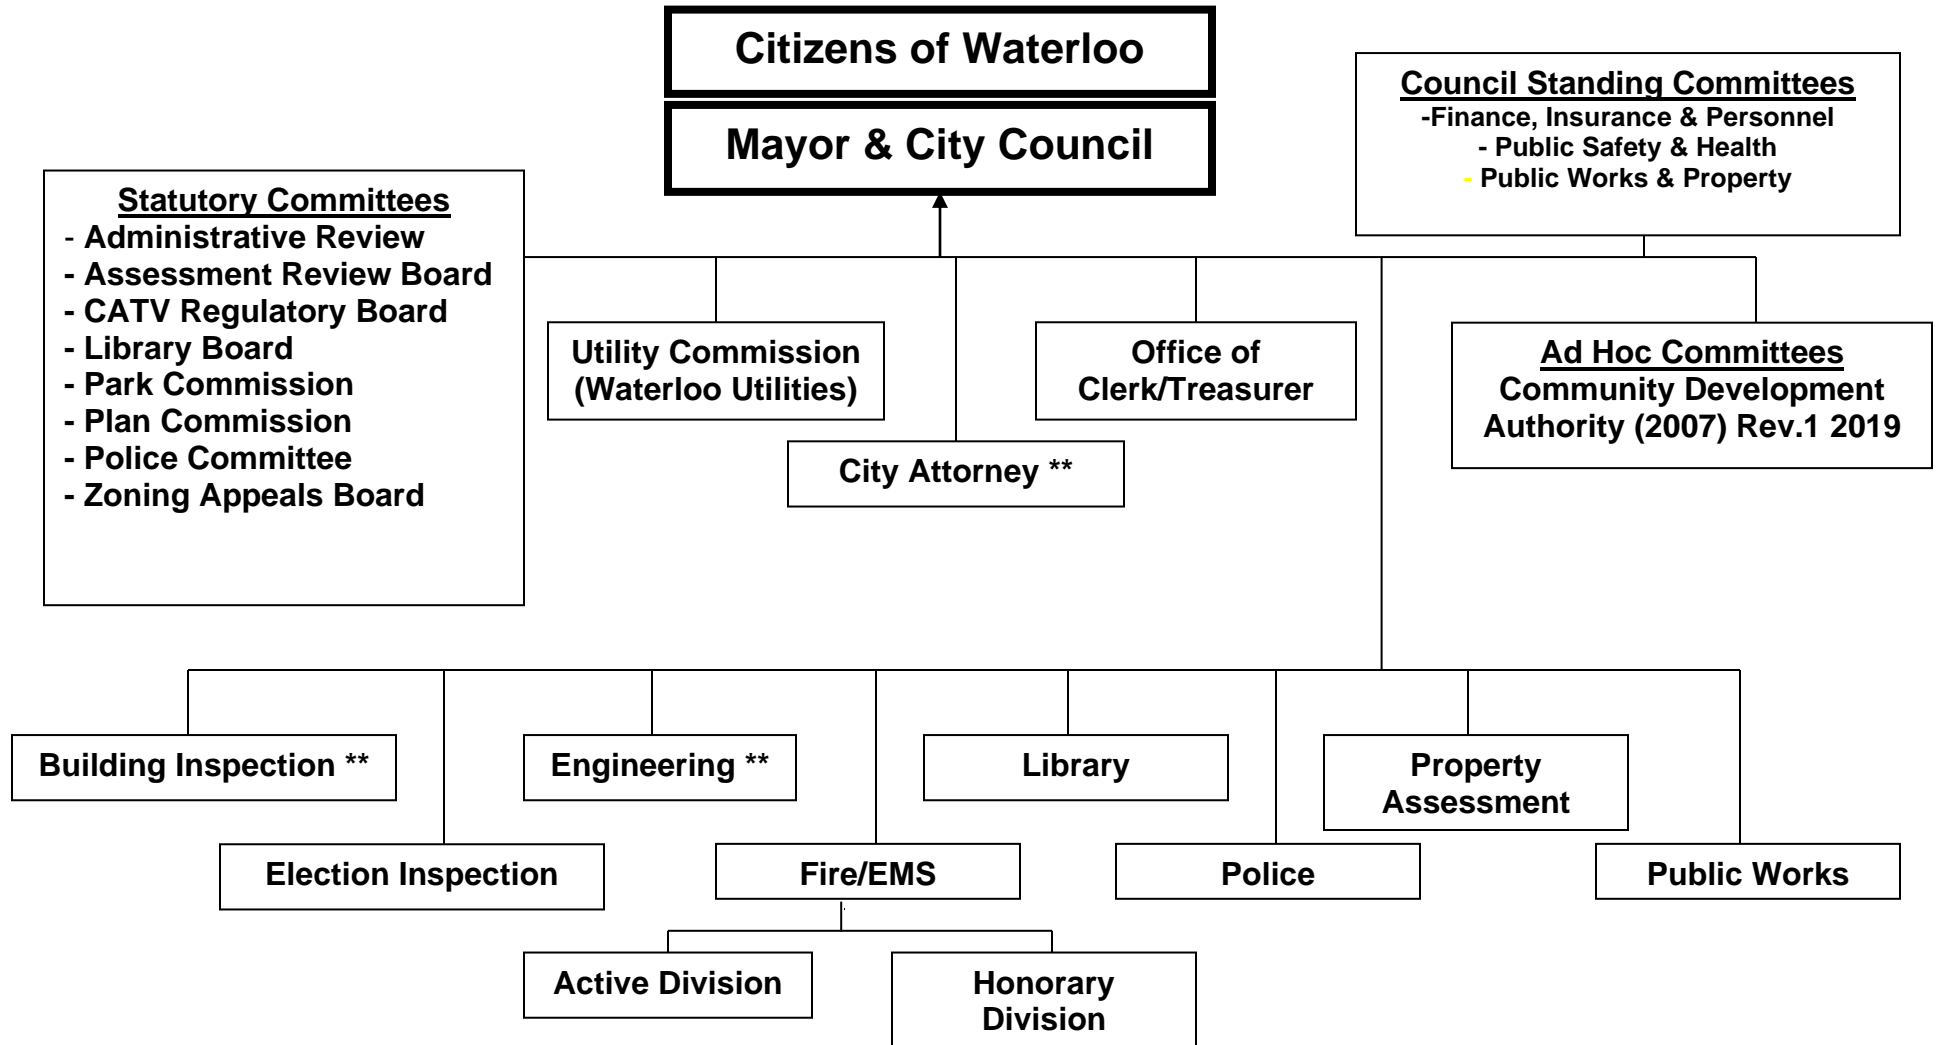 Citizens of Waterloo
Mayor & City Council
Council Standing Committees
-Finance, Insurance & Personnel
- Public Safety & Health
- Public Works & Property
Statutory Committees
- Administrative Review
- Assessment Review Board
- CATV Regulatory Board
- Library Board
- Park Commission
- Plan Commission
- Police Committee
- Zoning Appeals Board
Utility Commission
(Waterloo Utilities)
Office of
Clerk/Treasurer
Ad Hoc Committees
Community Development
Authority (2007) Rev.1 2019
City Attorney **
Building Inspection **
Engineering **
Library
Property
Assessment
Election Inspection
Fire/EMS
Police
Public Works
Active Division
Honorary
Division